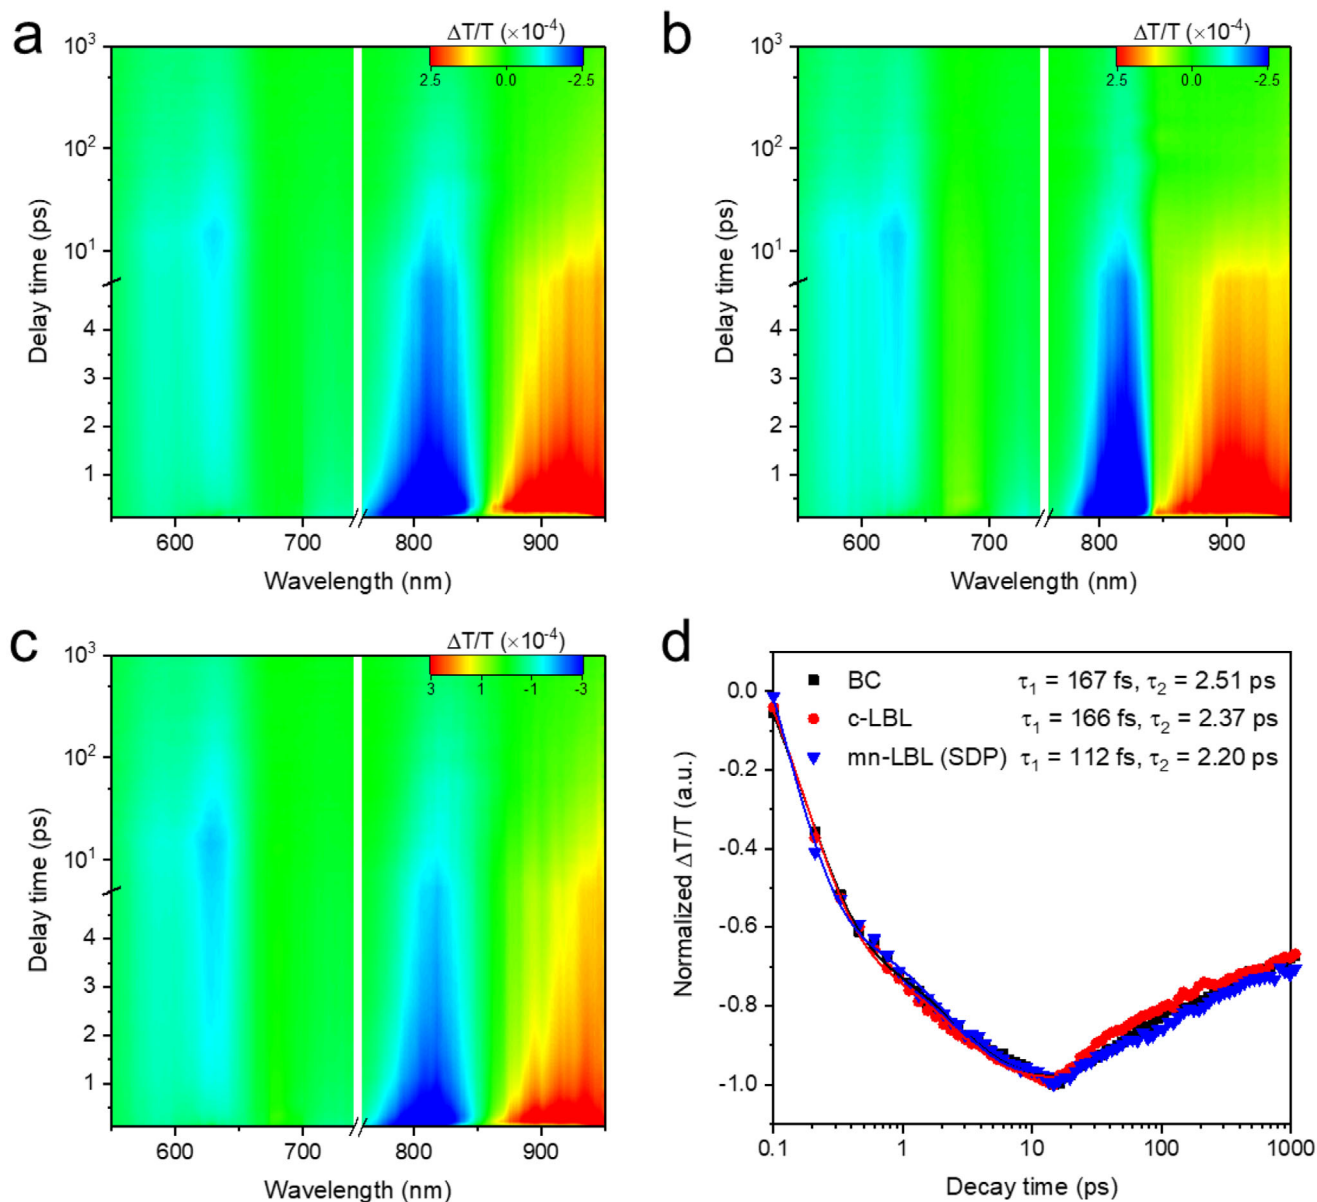 a
ΔT/T (×10⁻⁴)
2.5 0.0 -2.5
10³
10²
10¹
4
3
2
1
Delay time (ps)
600 700 800 900
Wavelength (nm)
b
ΔT/T (×10⁻⁴)
2.5 0.0 -2.5
10³
10²
10¹
4
3
2
1
Delay time (ps)
600 700 800 900
Wavelength (nm)
c
ΔT/T (×10⁻⁴)
3 1 -1 -3
10³
10²
10¹
4
3
2
1
Delay time (ps)
600 700 800 900
Wavelength (nm)
d
BC τ₁ = 167 fs, τ₂ = 2.51 ps
c-LBL τ₁ = 166 fs, τ₂ = 2.37 ps
mn-LBL (SDP) τ₁ = 112 fs, τ₂ = 2.20 ps
0.0
-0.2
-0.4
-0.6
-0.8
-1.0
Normalized ΔT/T (a.u.)
0.1 1 10 100 1000
Decay time (ps)